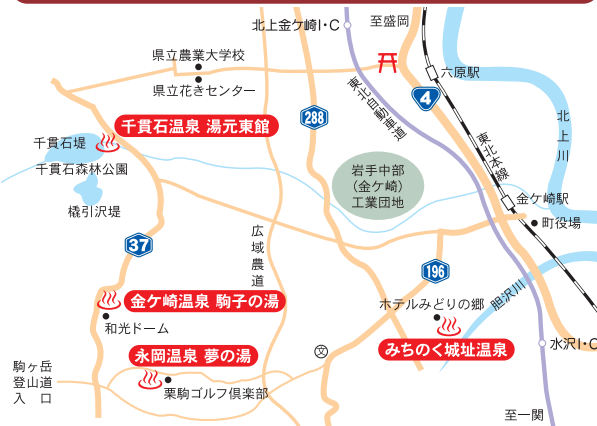 北上金ケ崎I・C
至盛岡
県立農業大学校
県立花きセンター
六原駅
4
288
東北自動車道
千貫石温泉 湯元東館
千貫石堤
千貫石森林公園
橇引沢堤
岩手中部
(金ケ崎)
工業団地
東北本線
北上川
金ケ崎駅
町役場
37
広域農道
196
胆沢川
金ケ崎温泉 駒子の湯
和光ドーム
ホテルみどりの郷
みちのく城址温泉
永岡温泉 夢の湯
文
水沢I・C
駒ヶ岳
登山道
入口
栗駒ゴルフ倶楽部
至一関